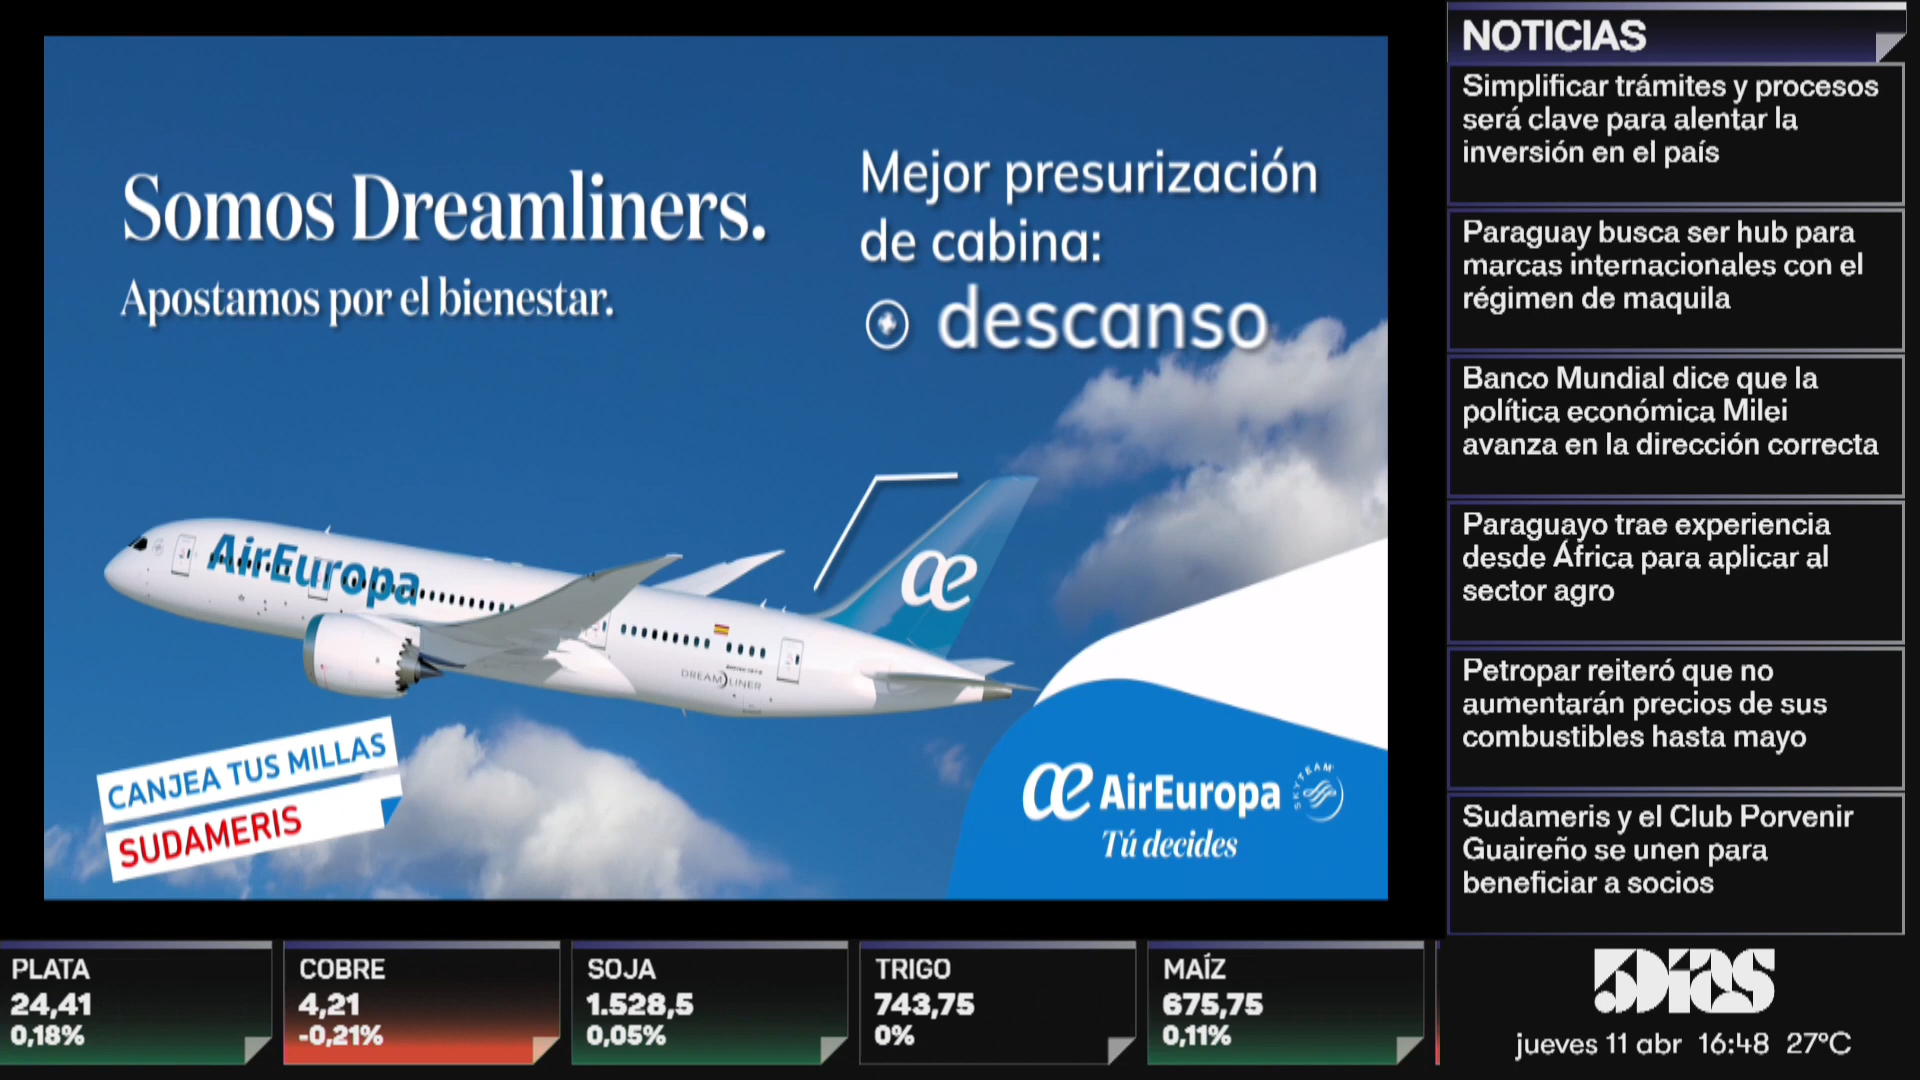 Somos Dreamliners.
Apostamos por el bienestar.
Mejor presurización
de cabina:
descanso
AirEuropa
æ
DREAMLINER
CANJEA TUS MILLAS
SUDAMERIS
æ AirEuropa
SKYTEAM
Tú decides
NOTICIAS
Simplificar trámites y procesos
será clave para alentar la
inversión en el país
Paraguay busca ser hub para
marcas internacionales con el
régimen de maquila
Banco Mundial dice que la
política económica Milei
avanza en la dirección correcta
Paraguayo trae experiencia
desde África para aplicar al
sector agro
Petropar reiteró que no
aumentarán precios de sus
combustibles hasta mayo
Sudameris y el Club Porvenir
Guaireño se unen para
beneficiar a socios
PLATA
24,41
0,18%
COBRE
4,21
-0,21%
SOJA
1.528,5
0,05%
TRIGO
743,75
0%
MAÍZ
675,75
0,11%
5Días
jueves 11 abr 16:48 27°C